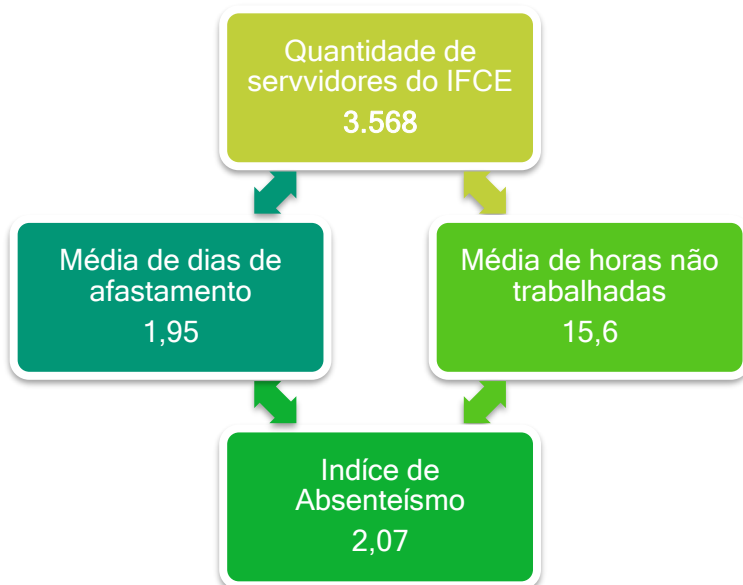 Quantidade de
servvidores do IFCE
3.568
Média de dias de
afastamento
1,95
Média de horas não
trabalhadas
15,6
Indíce de
Absenteísmo
2,07